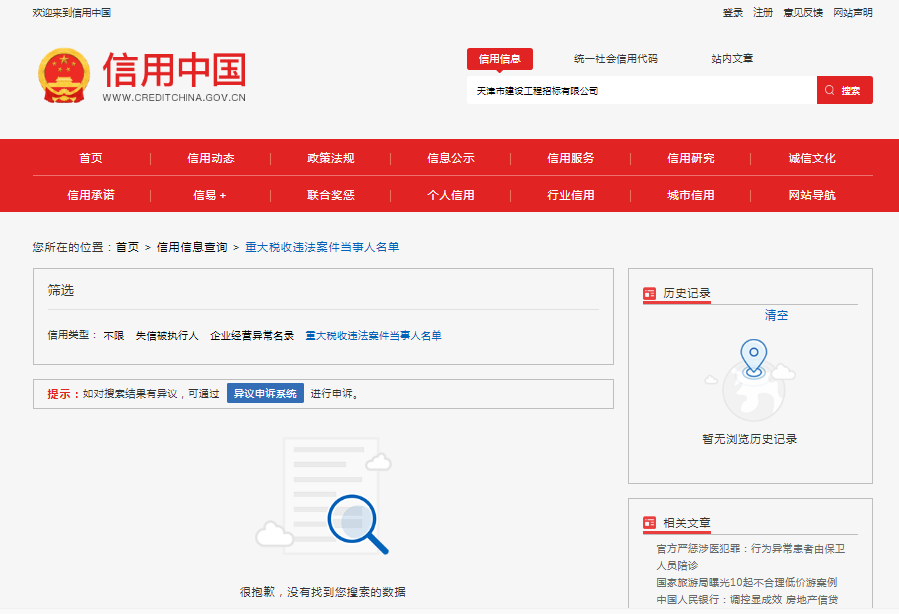 欢迎来到信用中国
登录 注册 意见反馈 网站声明
信用中国
WWW.CREDITCHINA.GOV.CN
信用信息 统一社会信用代码 站内文章
天津市建设工程招标有限公司
搜索
首页 信用动态 政策法规 信息公示 信用服务 信用研究 诚信文化
信用承诺 信易 + 联合奖惩 个人信用 行业信用 城市信用 网站导航
您所在的位置：首页 > 信用信息查询 > 重大税收违法案件当事人名单
筛选
信用类型： 不限 失信被执行人 企业经营异常名录 重大税收违法案件当事人名单
提示：如对搜索结果有异议，可通过 异议申诉系统 进行申诉。
很抱歉，没有找到您搜索的数据
历史记录
清空
暂无浏览历史记录
相关文章
官方严惩涉医犯罪：行为异常患者由保卫
人员陪诊
国家旅游局曝光10起不合理低价游案例
中国人民银行：调控显成效 房地产信贷